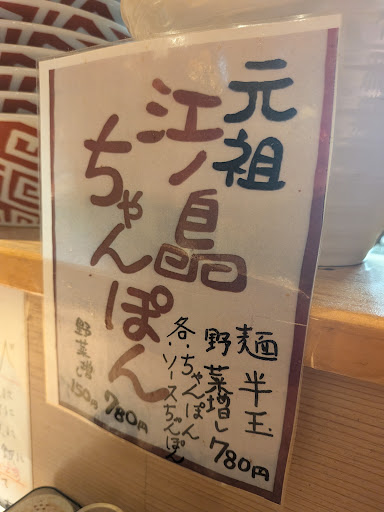 元祖
江ノ島
ちゃんぽん
780円
野菜増 150円
麺半玉
野菜増し 780円
各・ちゃんぽん
・ソースちゃんぽん